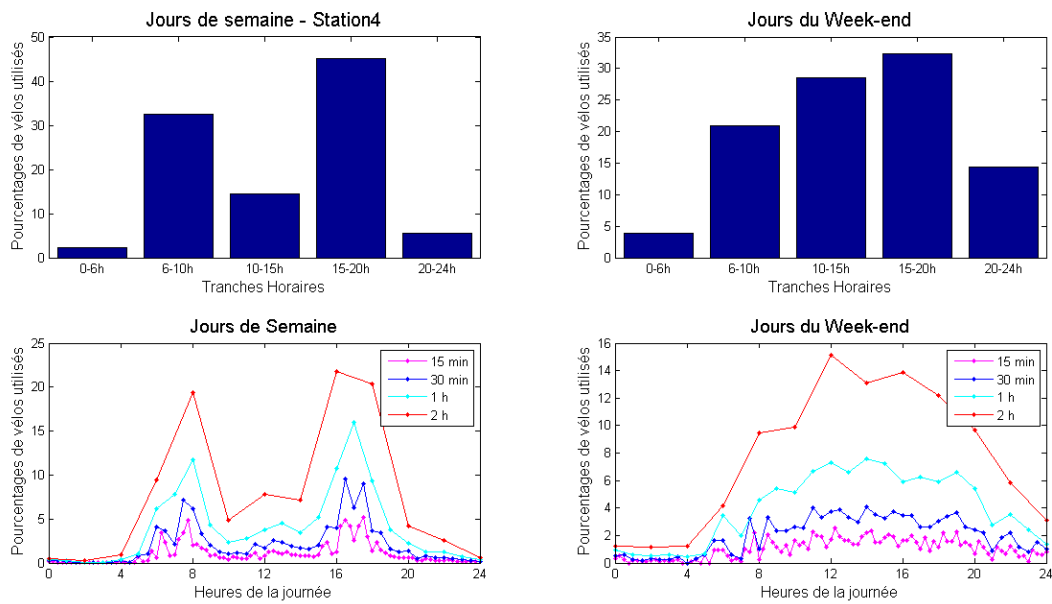 Jours de semaine - Station4
Pourcentages de vélos utilisés
50
40
30
20
10
0
0-6h 6-10h 10-15h 15-20h 20-24h
Tranches Horaires
Jours du Week-end
Pourcentages de vélos utilisés
35
30
25
20
15
10
5
0
0-6h 6-10h 10-15h 15-20h 20-24h
Tranches Horaires
Jours de Semaine
Pourcentages de vélos utilisés
25
20
15
10
5
0
0 4 8 12 16 20 24
Heures de la journée
15 min
30 min
1 h
2 h
Jours du Week-end
Pourcentages de vélos utilisés
16
14
12
10
8
6
4
2
0
0 4 8 12 16 20 24
Heures de la journée
15 min
30 min
1 h
2 h